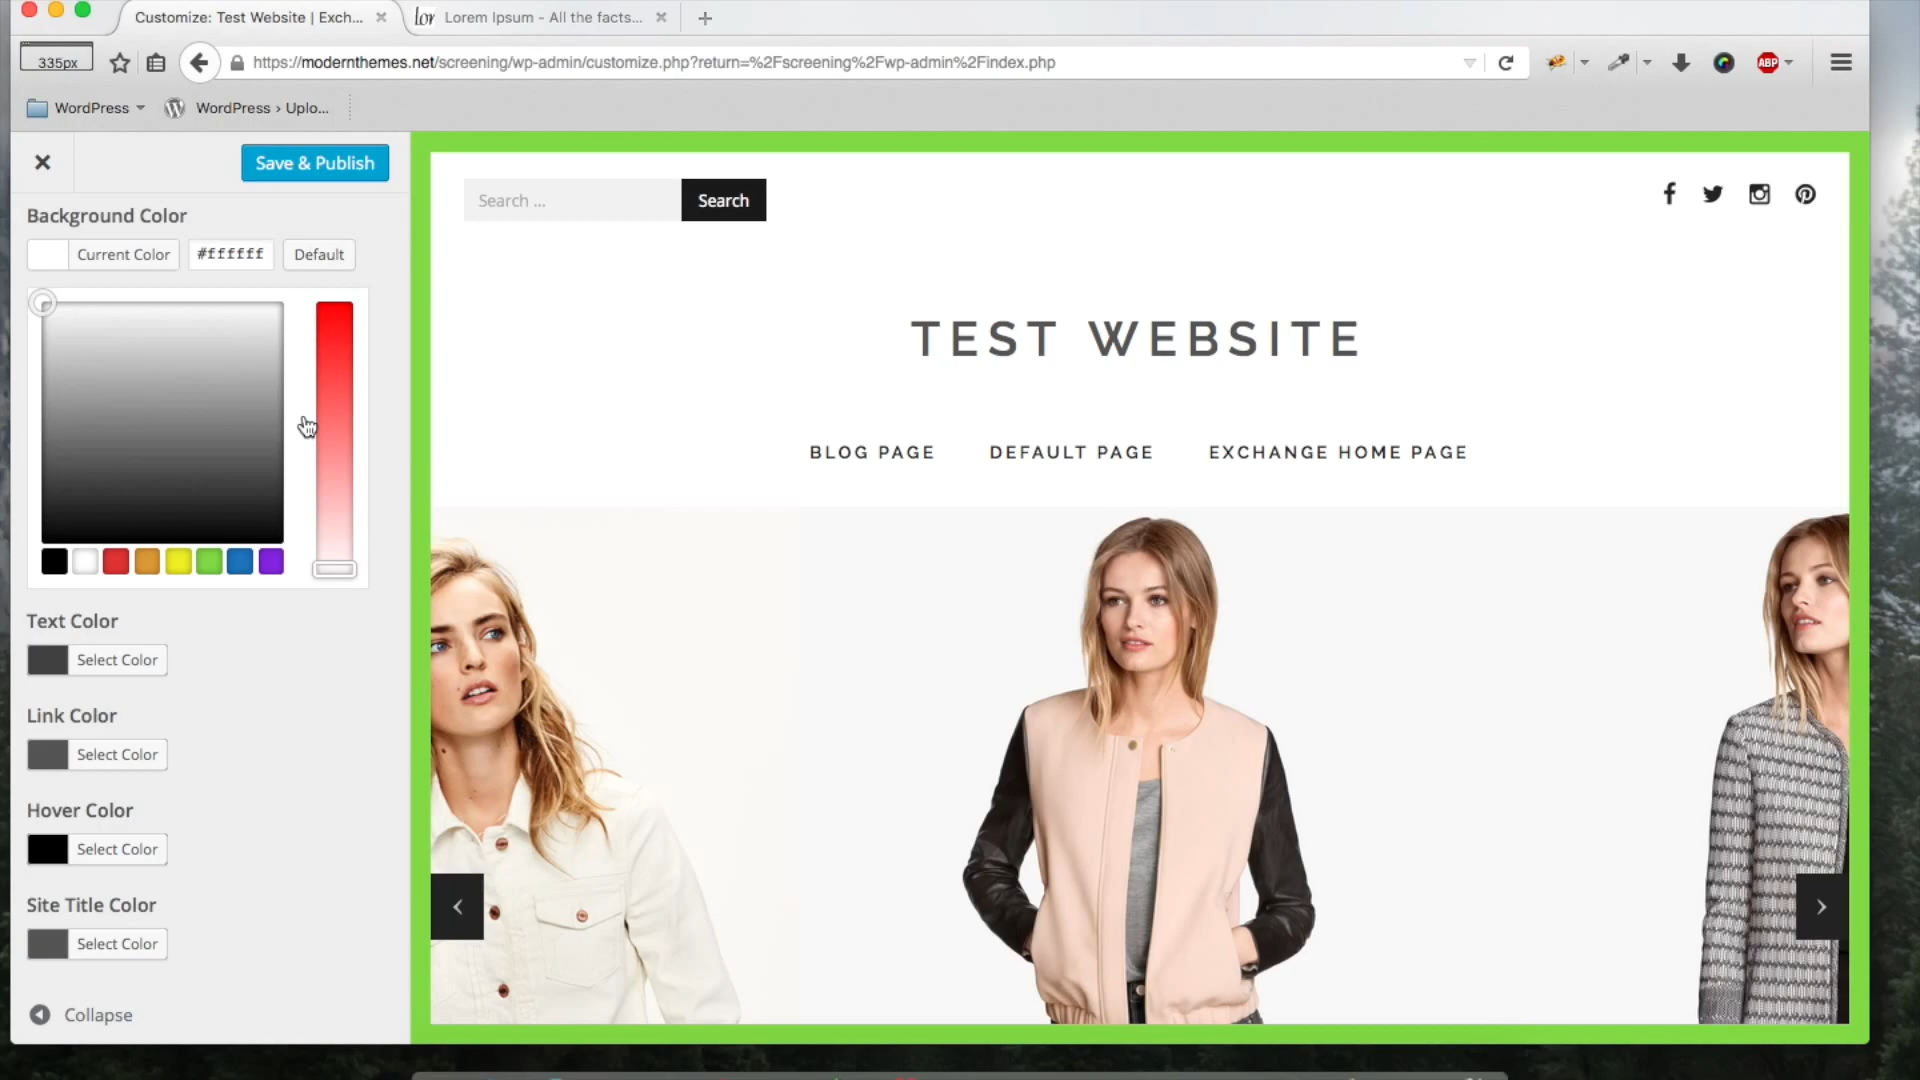 Customize: Test Website | Exch...
lor Lorem Ipsum - All the facts...
335px
https://modernthemes.net/screening/wp-admin/customize.php?return=%2Fscreening%2Fwp-admin%2Findex.php
ABP
WordPress
WordPress › Uplo...
Save & Publish
Background Color
Current Color
#ffffff
Default
Text Color
Select Color
Link Color
Select Color
Hover Color
Select Color
Site Title Color
Select Color
Collapse
Search ...
Search
TEST WEBSITE
BLOG PAGE
DEFAULT PAGE
EXCHANGE HOME PAGE